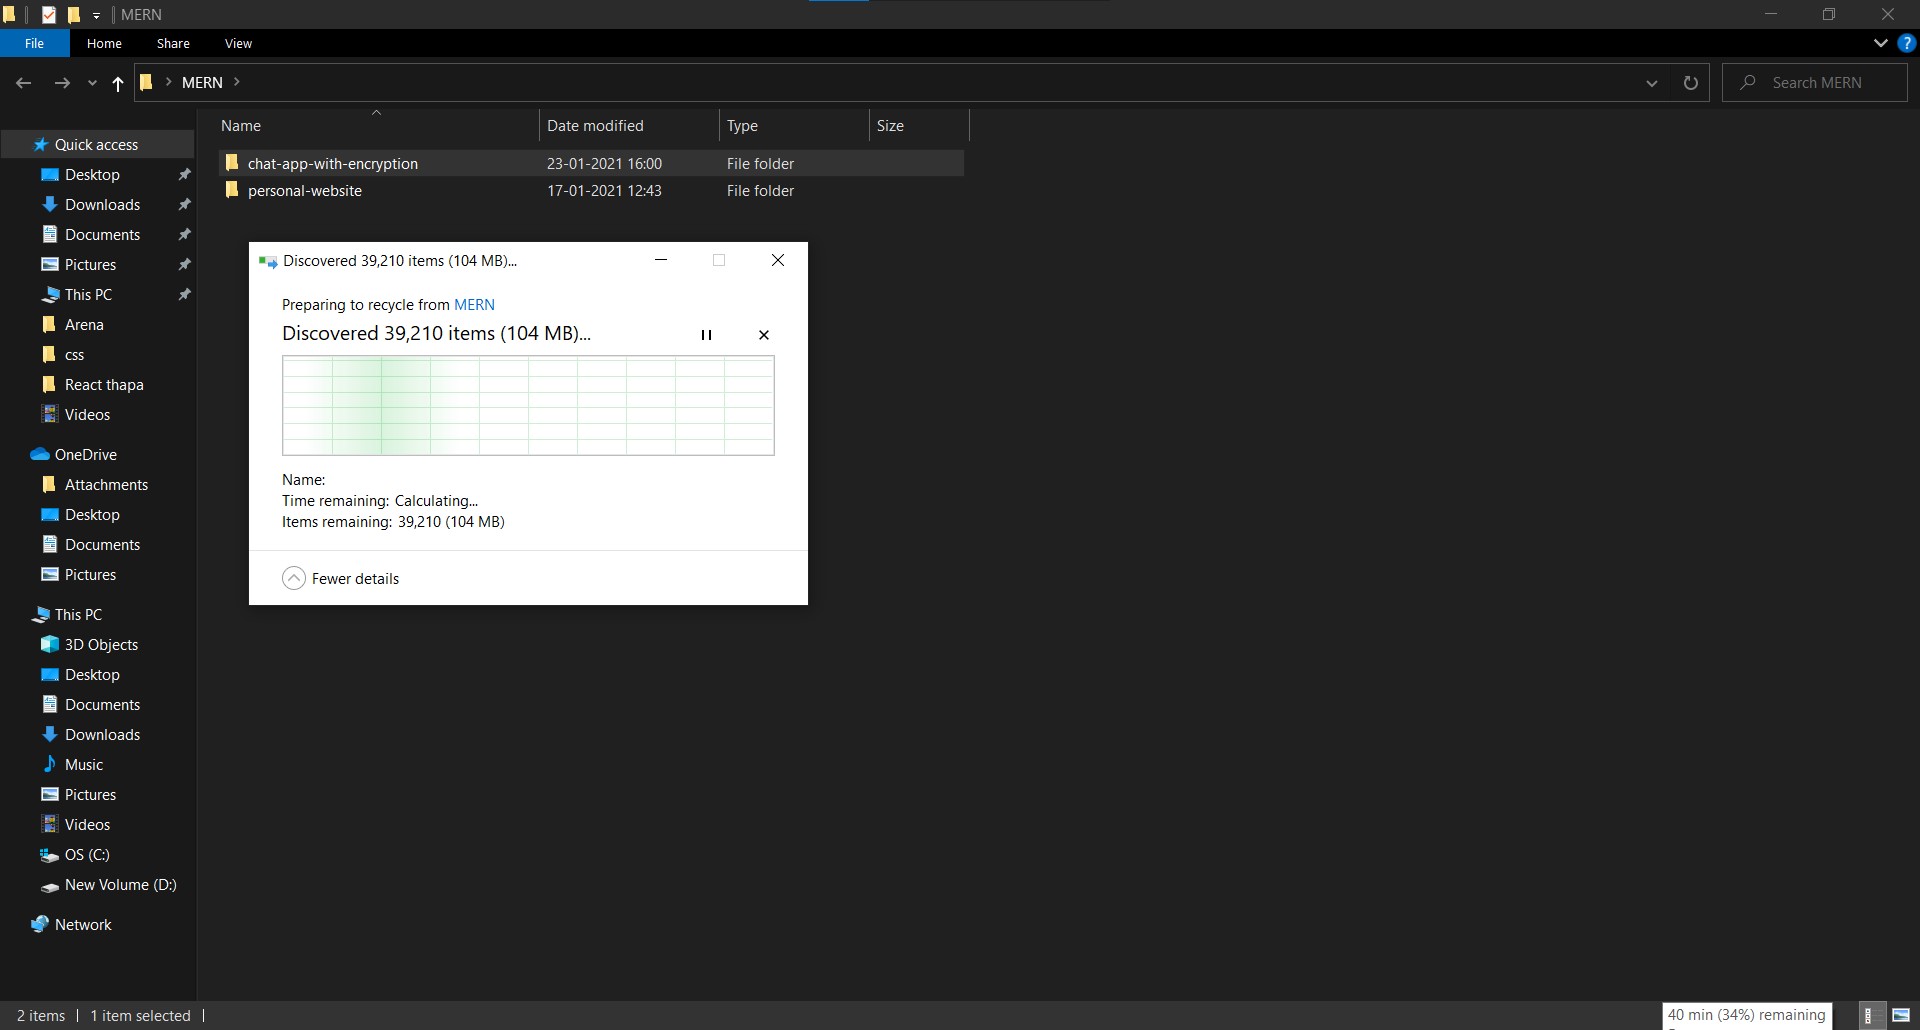 MERN
File Home Share View
MERN Search MERN
Name Date modified Type Size
chat-app-with-encryption 23-01-2021 16:00 File folder
personal-website 17-01-2021 12:43 File folder
Quick access
Desktop
Downloads
Documents
Pictures
This PC
Arena
css
React thapa
Videos
OneDrive
Attachments
Desktop
Documents
Pictures
This PC
3D Objects
Desktop
Documents
Downloads
Music
Pictures
Videos
OS (C:)
New Volume (D:)
Network
Discovered 39,210 items (104 MB)...
Preparing to recycle from MERN
Discovered 39,210 items (104 MB)...
Name:
Time remaining: Calculating...
Items remaining: 39,210 (104 MB)
Fewer details
2 items 1 item selected
40 min (34%) remaining